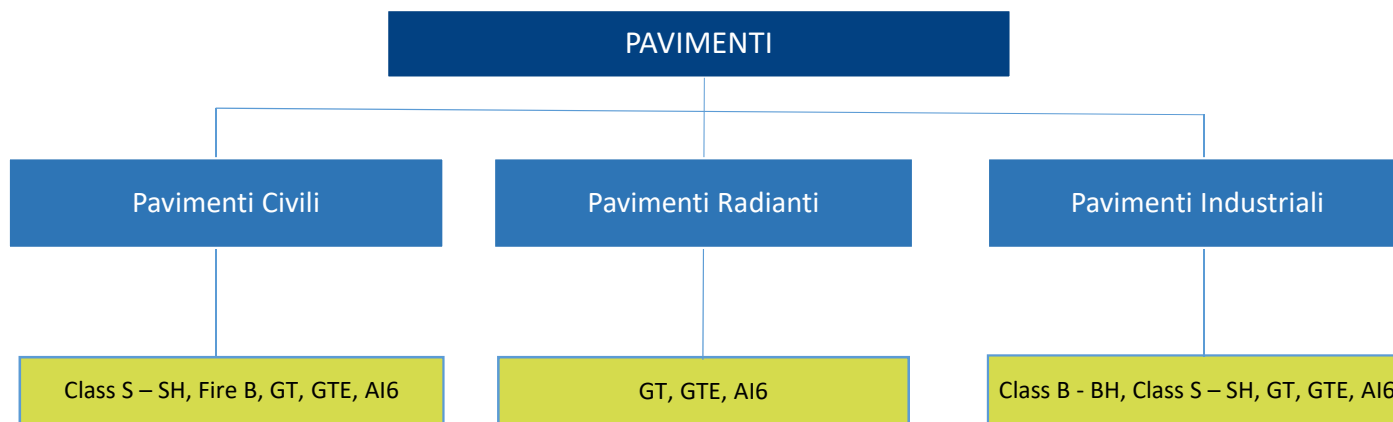 PAVIMENTI
Pavimenti Civili
Pavimenti Radianti
Pavimenti Industriali
Class S – SH, Fire B, GT, GTE, AI6
GT, GTE, AI6
Class B - BH, Class S – SH, GT, GTE, AI6